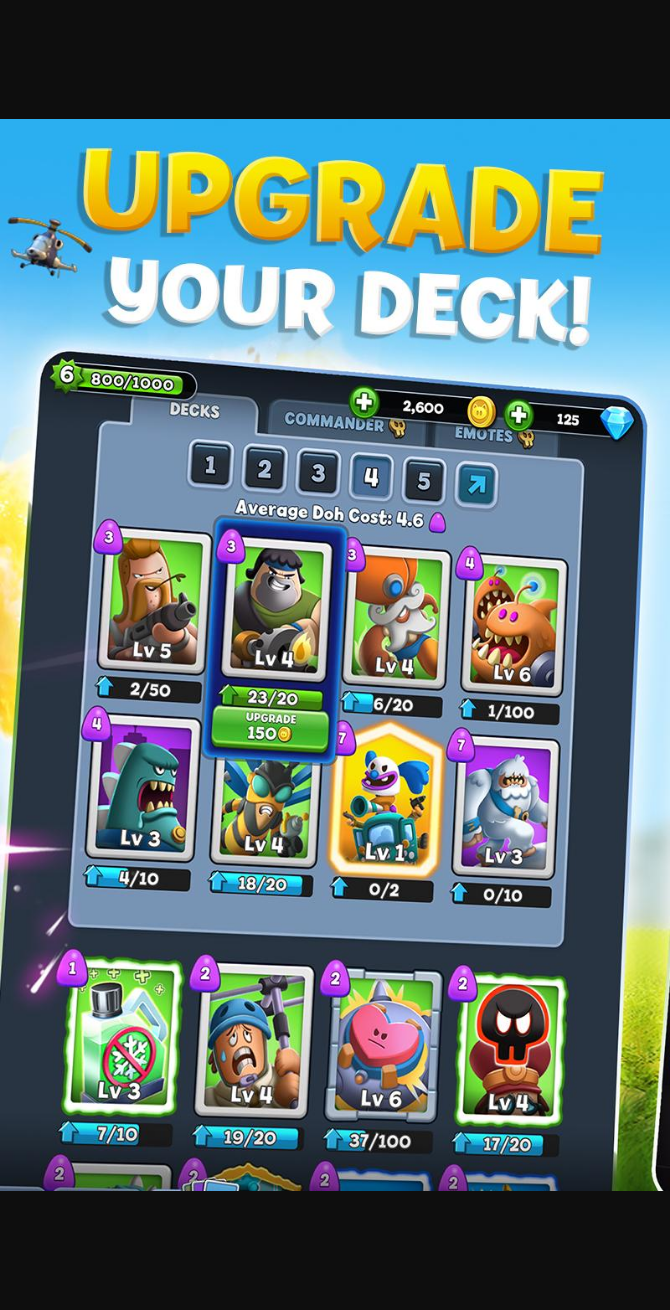 UPGRADE
YOUR DECK!
6 800/1000
2,600 125
DECKS COMMANDER EMOTES
1 2 3 4 5
Average Doh Cost: 4.6
3 3 3 4
Lv 5 Lv 4 Lv 4 Lv 6
2/50 23/20 6/20 1/100
UPGRADE
150
4 7 7
Lv 3 Lv 4 Lv 1 Lv 3
4/10 18/20 0/2 0/10
1 2 2 2
Lv 3 Lv 4 Lv 6 Lv 4
7/10 19/20 37/100 17/20
2 2 2 2